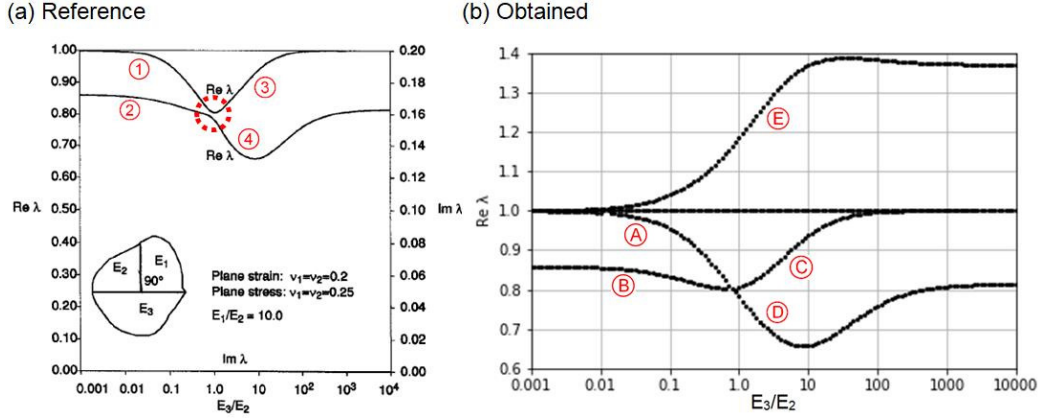 (a) Reference
(b) Obtained
1.00
0.90
0.80
0.70
0.60
0.50
0.40
0.30
0.20
0.10
0.00
Re λ
0.20
0.18
0.16
0.14
0.12
0.10
0.08
0.06
0.04
0.02
0.00
Im λ
1
2
3
4
Re λ
Re λ
E₂
E₁
90°
E₃
Plane strain: ν₁=ν₂=0.2
Plane stress: ν₁=ν₂=0.25
E₁/E₂ = 10.0
Im λ
0.001 0.01 0.10 1.0 10 100 10³ 10⁴
E₃/E₂
1.4
1.3
1.2
1.1
1.0
0.9
0.8
0.7
0.6
Re λ
A
B
C
D
E
0.001 0.01 0.1 1.0 10 100 1000 10000
E₃/E₂